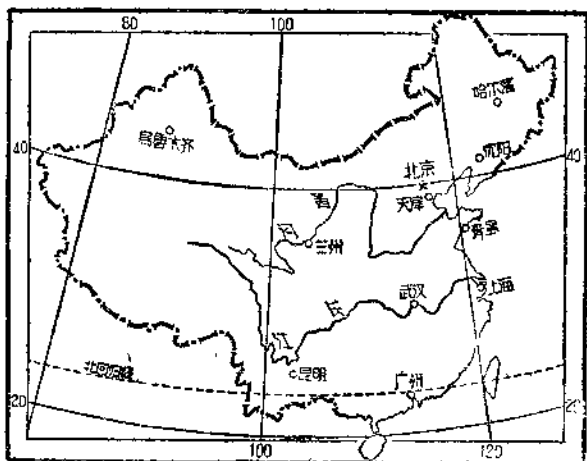 80
100
哈尔滨
乌鲁木齐
40
沈阳
40
北京
天津
黄
河
青岛
兰州
武汉
上海
长
江
昆明
北回归线
广州
20
20
100
120